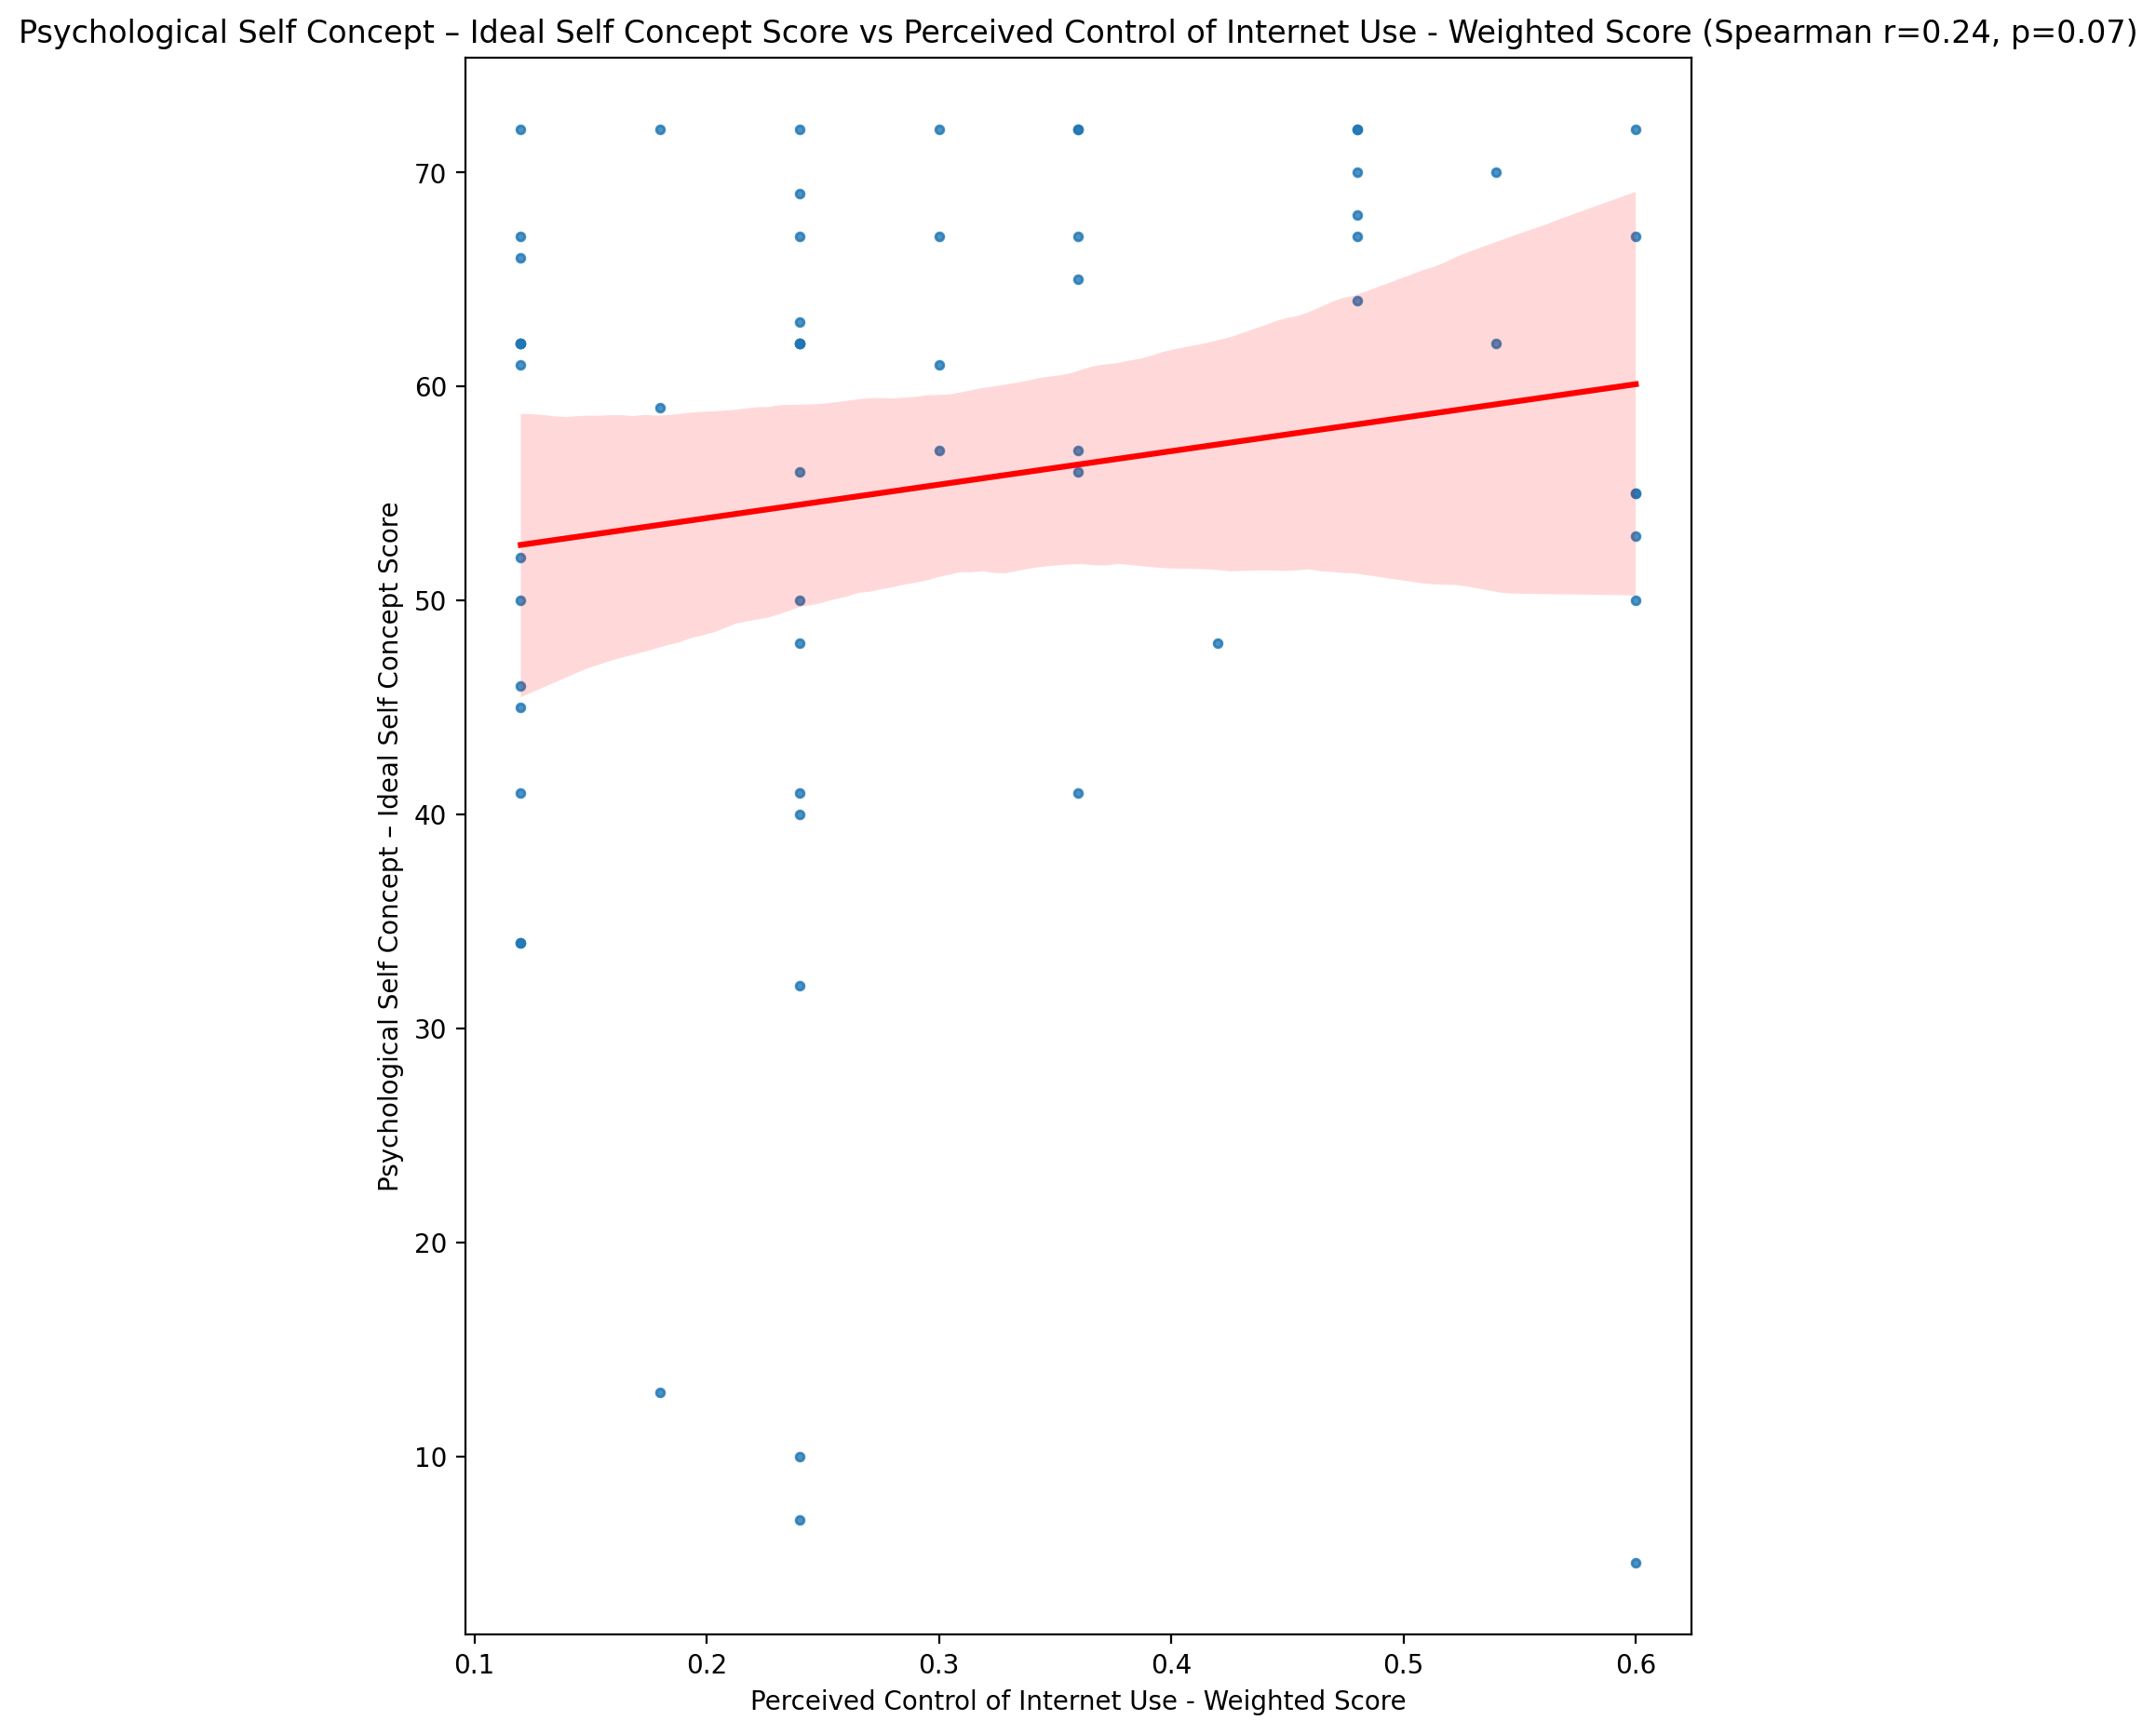 Psychological Self Concept – Ideal Self Concept Score vs Perceived Control of Internet Use - Weighted Score (Spearman r=0.24, p=0.07)
Psychological Self Concept – Ideal Self Concept Score
70
60
50
40
30
20
10
0.1 0.2 0.3 0.4 0.5 0.6
Perceived Control of Internet Use - Weighted Score